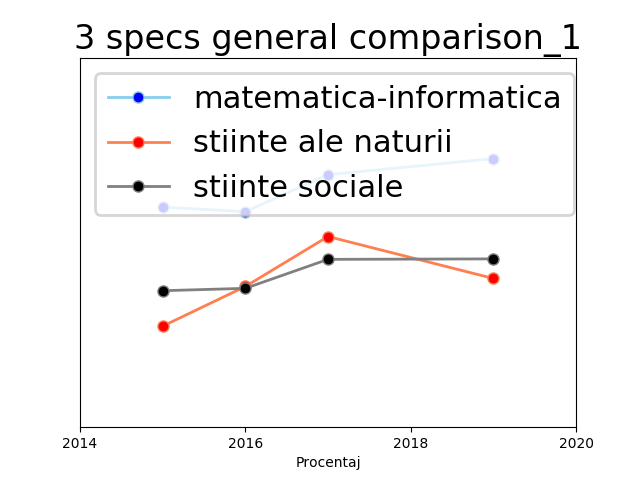 3 specs general comparison_1
matematica-informatica
stiinte ale naturii
stiinte sociale
2014 2016 2018 2020
Procentaj